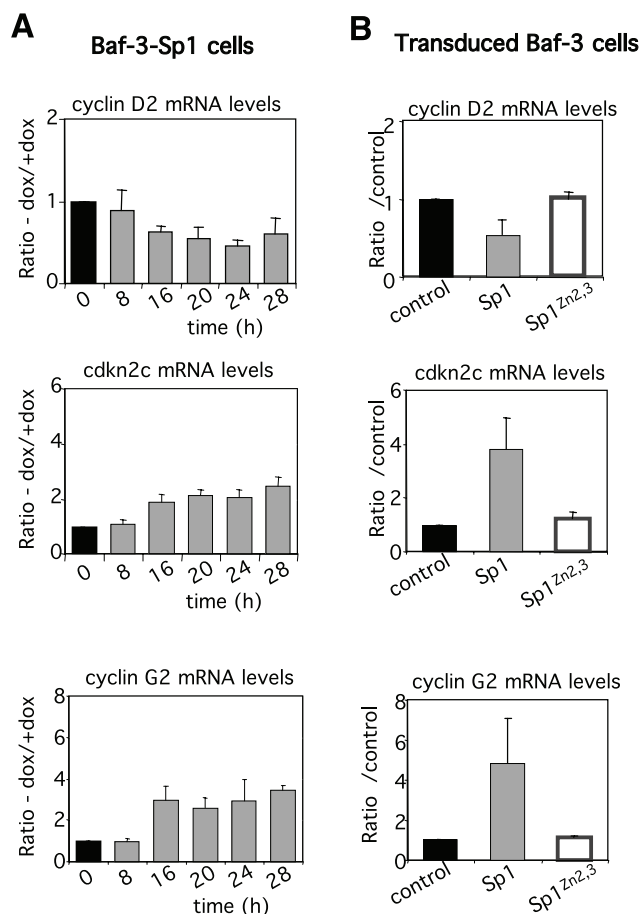 A
Baf-3-Sp1 cells
cyclin D2 mRNA levels
Ratio - dox/+dox
2
1
0
0 8 16 20 24 28
time (h)
cdkn2c mRNA levels
Ratio - dox/+dox
6
4
2
0
0 8 16 20 24 28
time (h)
cyclin G2 mRNA levels
Ratio - dox/+dox
8
6
4
2
0
0 8 16 20 24 28
time (h)
B
Transduced Baf-3 cells
cyclin D2 mRNA levels
Ratio /control
2
1
0
control Sp1 Sp1Zn2,3
cdkn2c mRNA levels
Ratio /control
6
4
2
0
control Sp1 Sp1Zn2,3
cyclin G2 mRNA levels
Ratio /control
8
6
4
2
0
control Sp1 Sp1Zn2,3